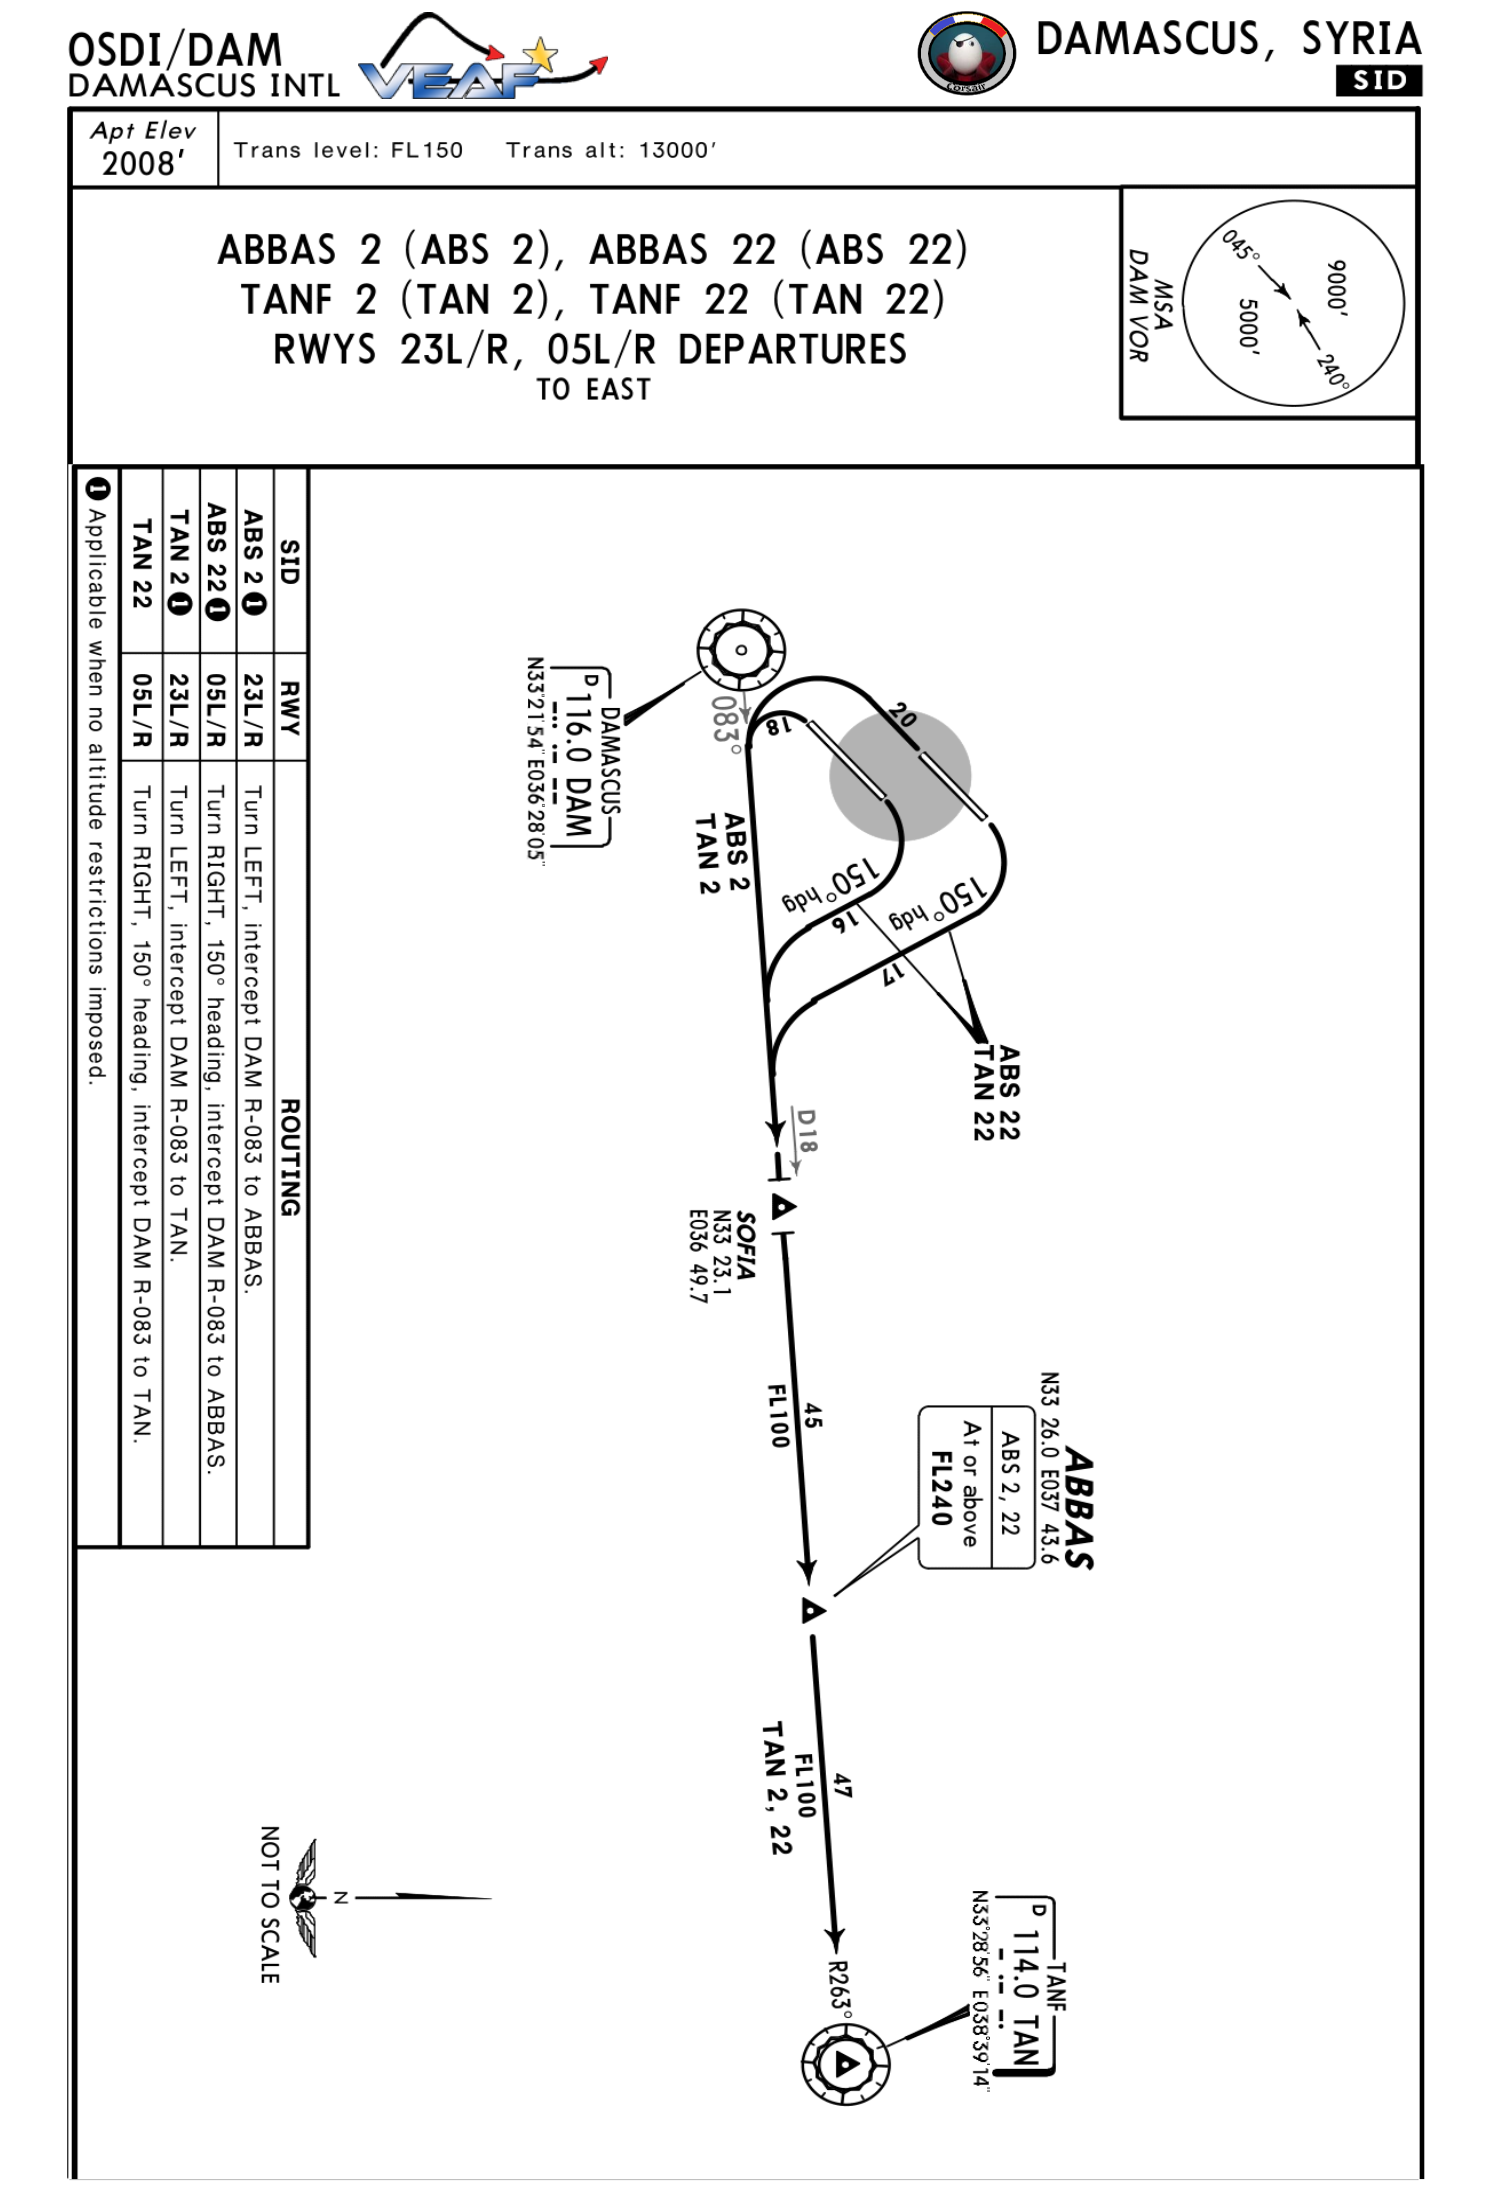 OSDI/DAM
DAMASCUS INTL
VEAF
corsair
DAMASCUS, SYRIA
SID
Apt Elev
2008'
Trans level: FL150 Trans alt: 13000'
ABBAS 2 (ABS 2), ABBAS 22 (ABS 22)
TANF 2 (TAN 2), TANF 22 (TAN 22)
RWYS 23L/R, 05L/R DEPARTURES
TO EAST
045°
9000'
5000'
240°
MSA
DAM VOR
N33 26.0 E037 43.6
ABBAS
ABS 2, 22
At or above
FL240
TANF
D 114.0 TAN
N33°28'56" E038°39'14"
ABS 22
TAN 22
20
18
150° hdg
16
150° hdg
17
083°
ABS 2
TAN 2
D18
SOFIA
N33 23.1
E036 49.7
45
FL100
47
FL100
TAN 2, 22
R263°
DAMASCUS
D 116.0 DAM
N33°21'54" E036°28'05"
N
NOT TO SCALE
SID RWY ROUTING
ABS 2 ❶ 23L/R Turn LEFT, intercept DAM R-083 to ABBAS.
ABS 22 ❶ 05L/R Turn RIGHT, 150° heading, intercept DAM R-083 to ABBAS.
TAN 2 ❶ 23L/R Turn LEFT, intercept DAM R-083 to TAN.
TAN 22 05L/R Turn RIGHT, 150° heading, intercept DAM R-083 to TAN.
❶ Applicable when no altitude restrictions imposed.